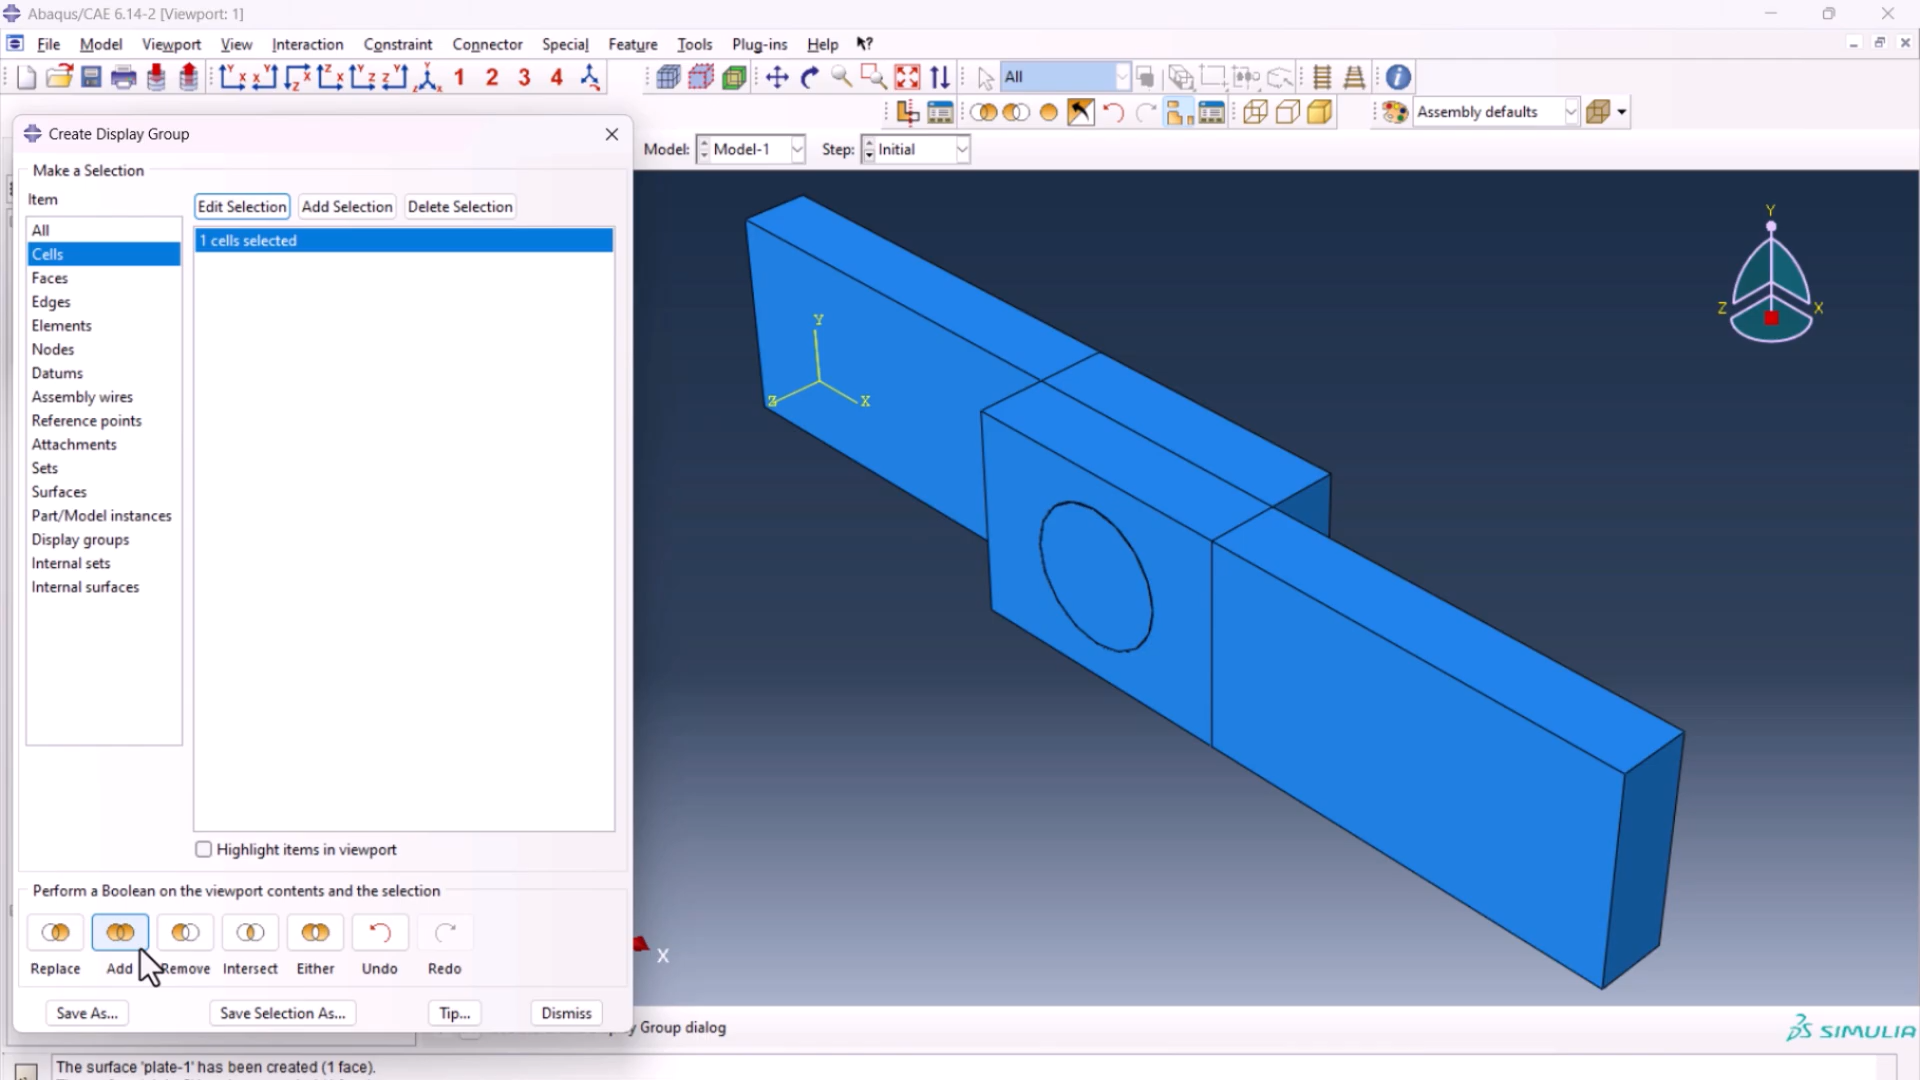 Abaqus/CAE 6.14-2 [Viewport: 1]
File Model Viewport View Interaction Constraint Connector Special Feature Tools Plug-ins Help
1 2 3 4 All
Assembly defaults
Create Display Group
Model: Model-1 Step: Initial
Make a Selection
Item
Edit Selection Add Selection Delete Selection
All
1 cells selected
Cells
Faces
Edges
Elements
Nodes
Datums
Assembly wires
Reference points
Attachments
Sets
Surfaces
Part/Model instances
Display groups
Internal sets
Internal surfaces
Y
Z X
Y
Z X
Highlight items in viewport
Perform a Boolean on the viewport contents and the selection
X
Replace Add Remove Intersect Either Undo Redo
Save As... Save Selection As... Tip... Dismiss
Group dialog
SIMULIA
The surface 'plate-1' has been created (1 face).